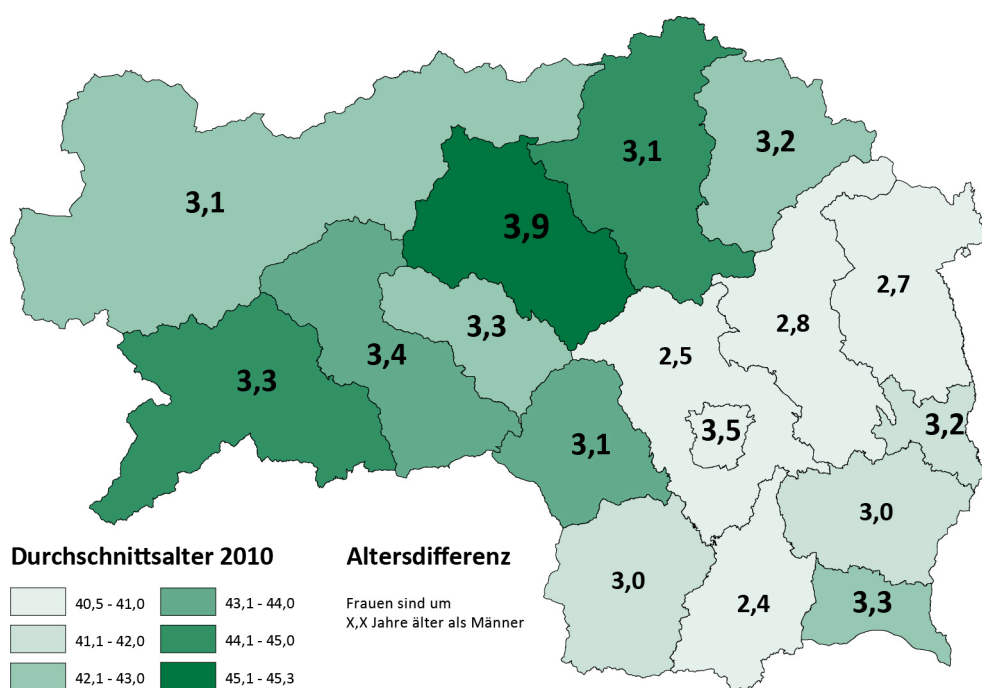 3,1
3,2
3,1
3,9
2,7
3,3
2,8
3,4
2,5
3,3
3,5
3,2
3,1
3,0
3,0
2,4
3,3
Durchschnittsalter 2010
40,5 - 41,0
41,1 - 42,0
42,1 - 43,0
43,1 - 44,0
44,1 - 45,0
45,1 - 45,3
Altersdifferenz
Frauen sind um
X,X Jahre älter als Männer